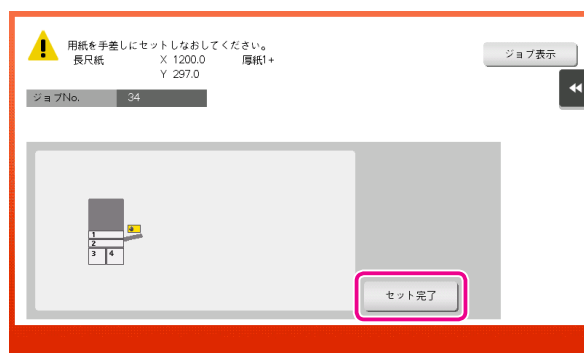 用紙を手差しにセットしなおしてください。
長尺紙 X 1200.0 厚紙1+
Y 297.0
ジョブ表示
ジョブNo. 34
1
2
3 4
セット完了